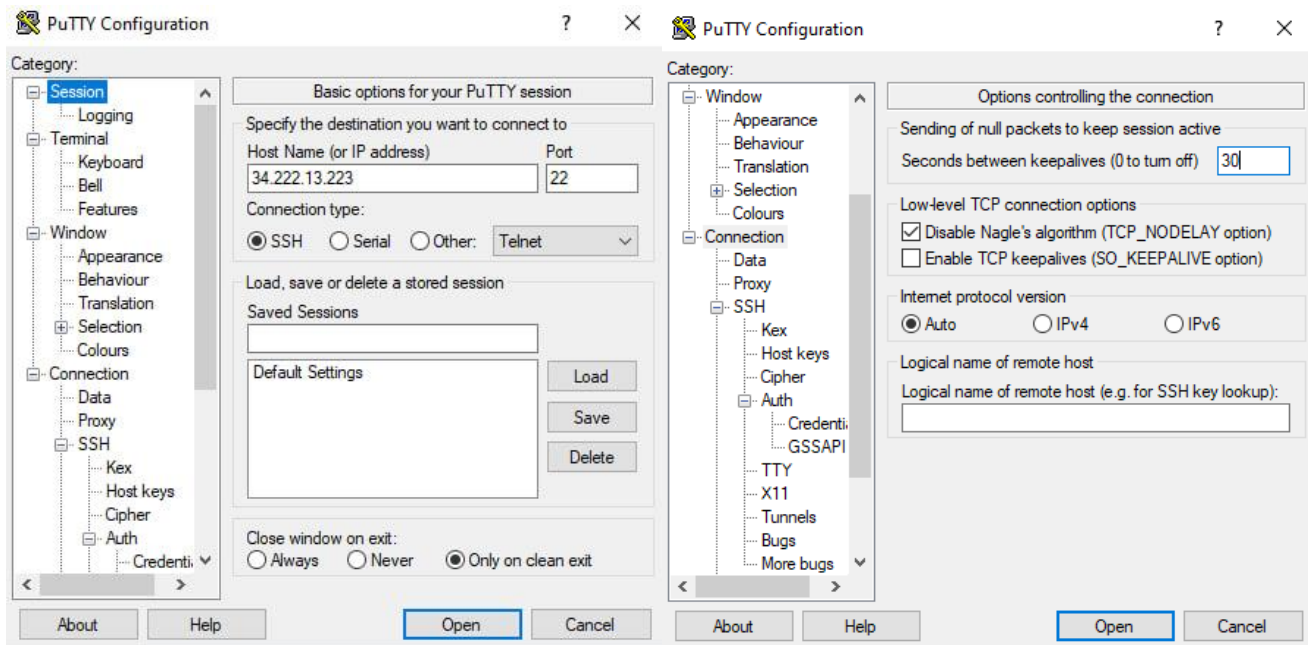 PuTTY Configuration
?
Category:
Session
Logging
Terminal
Keyboard
Bell
Features
Window
Appearance
Behaviour
Translation
Selection
Colours
Connection
Data
Proxy
SSH
Kex
Host keys
Cipher
Auth
Credenti
Basic options for your PuTTY session
Specify the destination you want to connect to
Host Name (or IP address) Port
34.222.13.223 22
Connection type:
SSH Serial Other: Telnet
Load, save or delete a stored session
Saved Sessions
Default Settings
Load
Save
Delete
Close window on exit:
Always Never Only on clean exit
About Help Open Cancel
PuTTY Configuration
?
Category:
Window
Appearance
Behaviour
Translation
Selection
Colours
Connection
Data
Proxy
SSH
Kex
Host keys
Cipher
Auth
Credenti
GSSAPI
TTY
X11
Tunnels
Bugs
More bugs
Options controlling the connection
Sending of null packets to keep session active
Seconds between keepalives (0 to turn off) 30
Low-level TCP connection options
Disable Nagle's algorithm (TCP_NODELAY option)
Enable TCP keepalives (SO_KEEPALIVE option)
Internet protocol version
Auto IPv4 IPv6
Logical name of remote host
Logical name of remote host (e.g. for SSH key lookup):
About Help Open Cancel